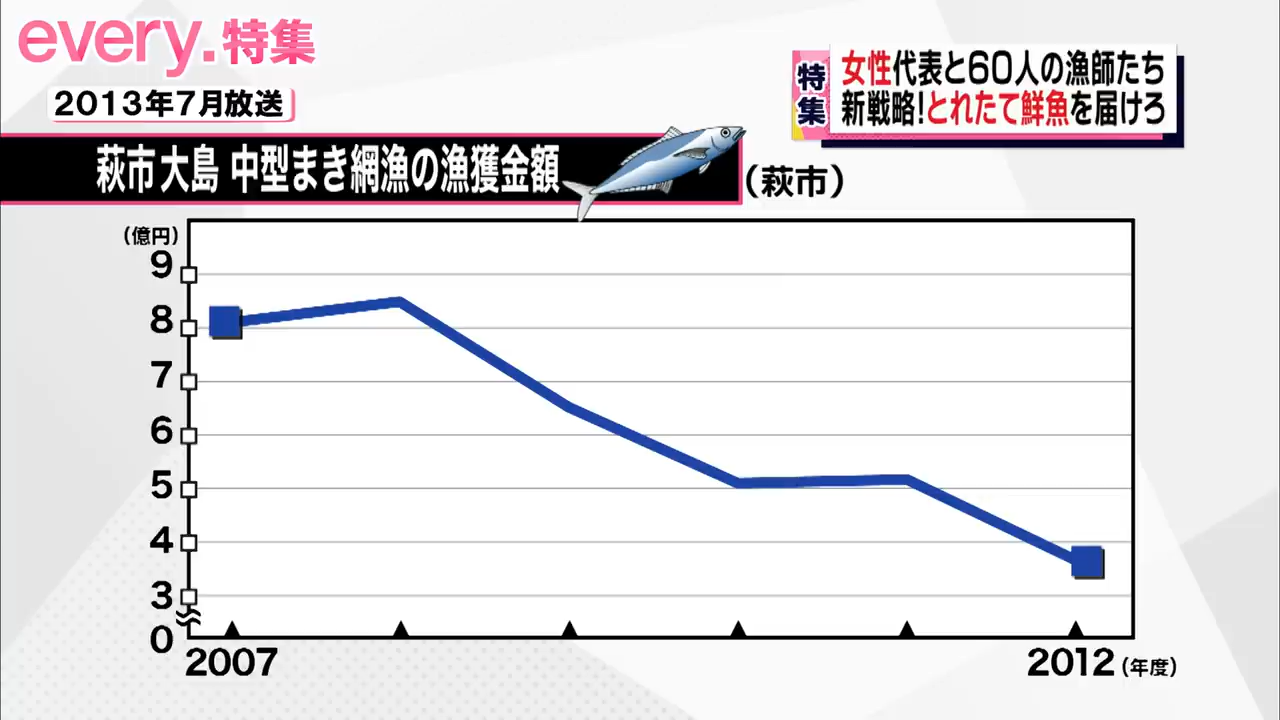 every.特集
2013年7月放送
特集
女性代表と60人の漁師たち
新戦略!とれたて鮮魚を届けろ
萩市大島 中型まき網漁の漁獲金額
(萩市)
(億円)
9
8
7
6
5
4
3
0
2007
2012 (年度)